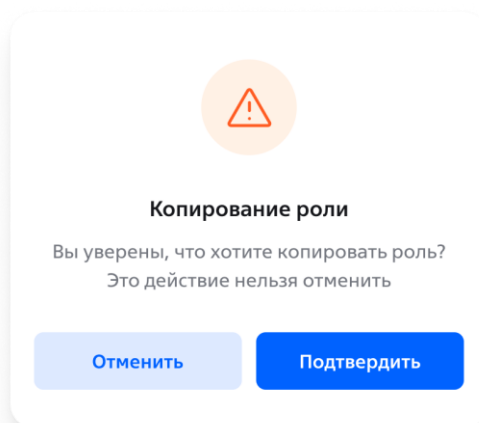 Копирование роли
Вы уверены, что хотите копировать роль?
Это действие нельзя отменить
Отменить
Подтвердить